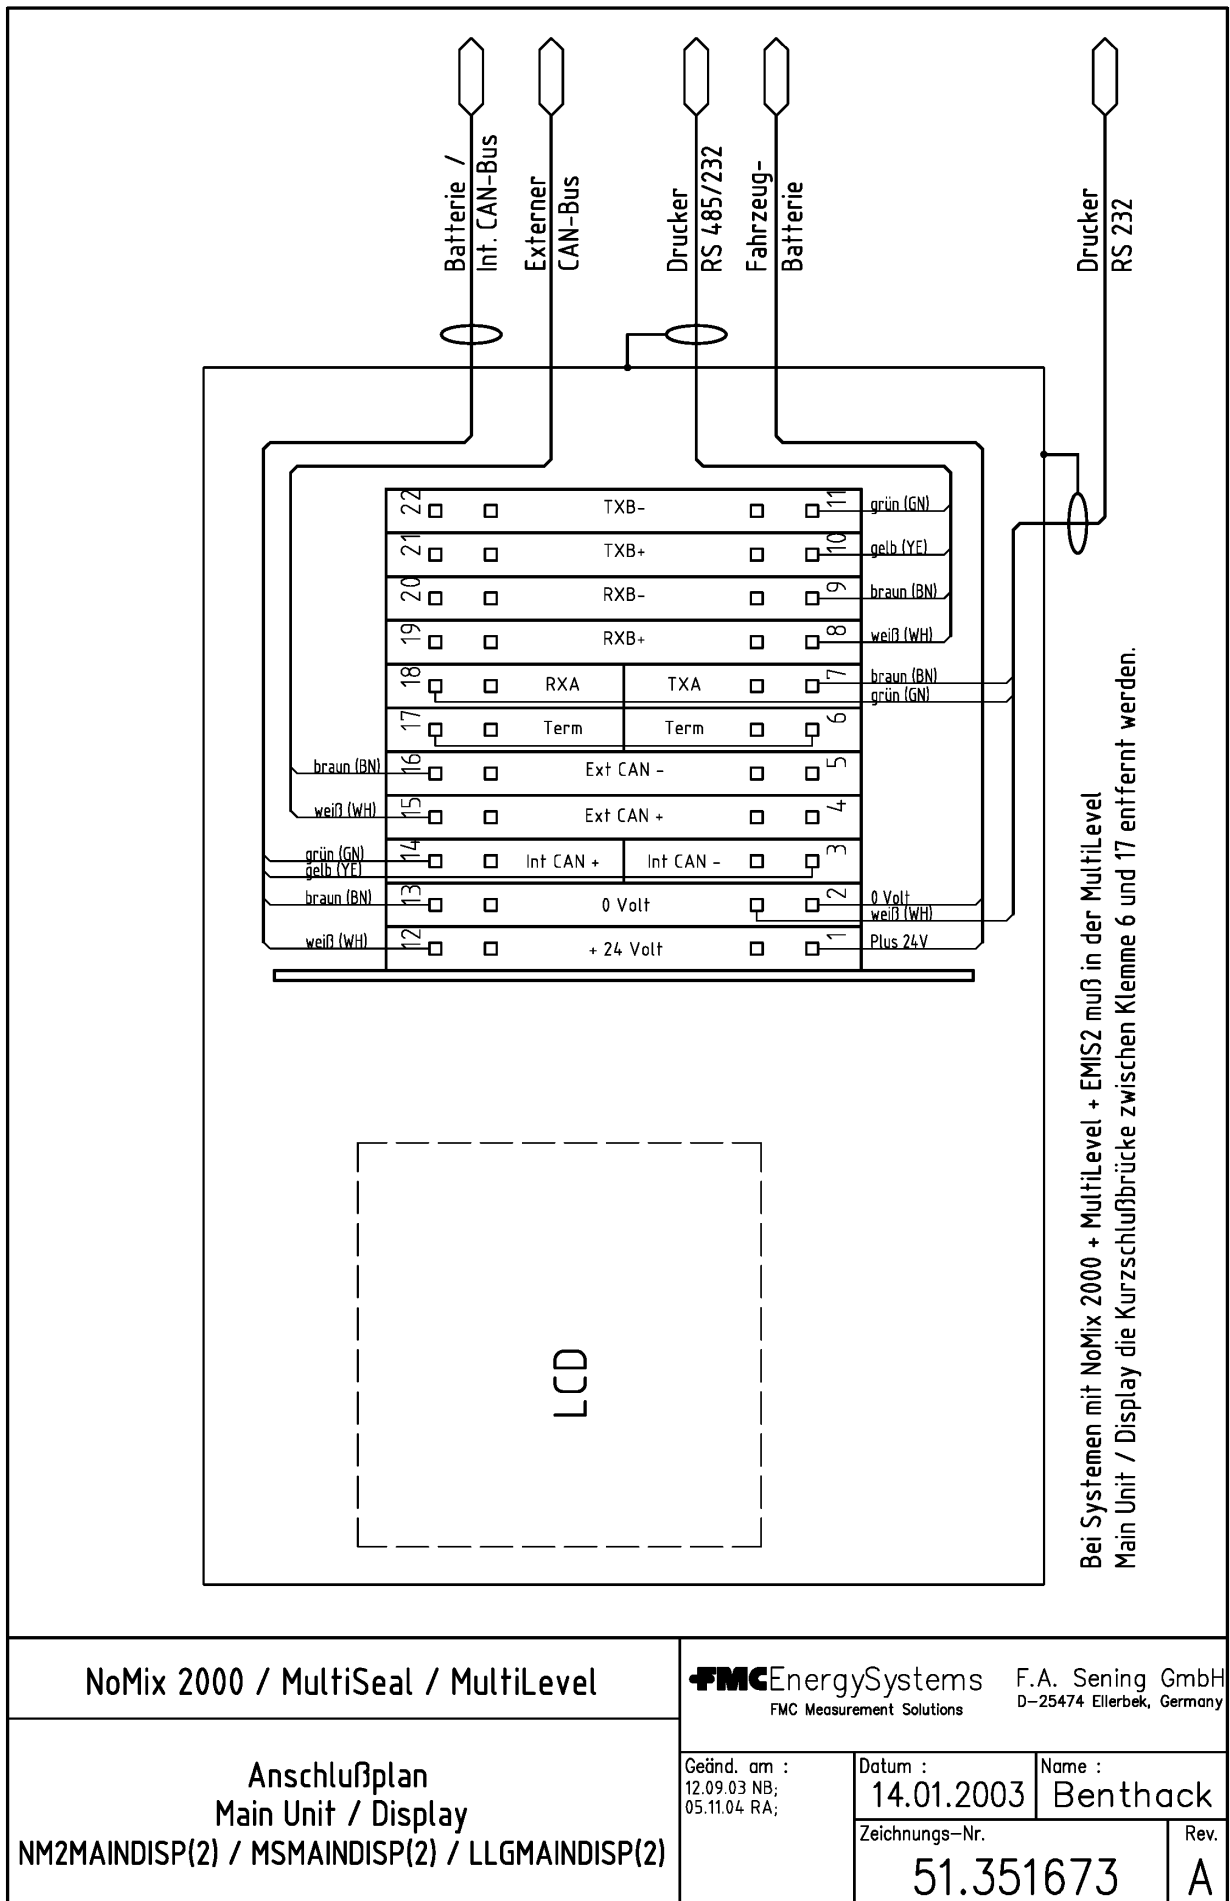 Batterie /
Int. CAN-Bus
Externer
CAN-Bus
Drucker
RS 485/232
Fahrzeug-
Batterie
Drucker
RS 232
22 TXB- 11 grün (GN)
21 TXB+ 10 gelb (YE)
20 RXB- 9 braun (BN)
19 RXB+ 8 weiß (WH)
18 RXA TXA 7 braun (BN)
grün (GN)
17 Term Term 6
braun (BN) 16 Ext CAN - 5
weiß (WH) 15 Ext CAN + 4
grün (GN) 14 Int CAN + Int CAN - 3
gelb (YE)
braun (BN) 13 0 Volt 2 0 Volt
weiß (WH)
weiß (WH) 12 + 24 Volt 1 Plus 24V
LCD
Bei Systemen mit NoMix 2000 + MultiLevel + EMIS2 muß in der MultiLevel
Main Unit / Display die Kurzschlußbrücke zwischen Klemme 6 und 17 entfernt werden.
NoMix 2000 / MultiSeal / MultiLevel
Anschlußplan
Main Unit / Display
NM2MAINDISP(2) / MSMAINDISP(2) / LLGMAINDISP(2)
FMC EnergySystems
FMC Measurement Solutions
F.A. Sening GmbH
D-25474 Ellerbek, Germany
Geänd. am :
12.09.03 NB;
05.11.04 RA;
Datum :
14.01.2003
Name :
Benthack
Zeichnungs-Nr.
51.351673
Rev.
A